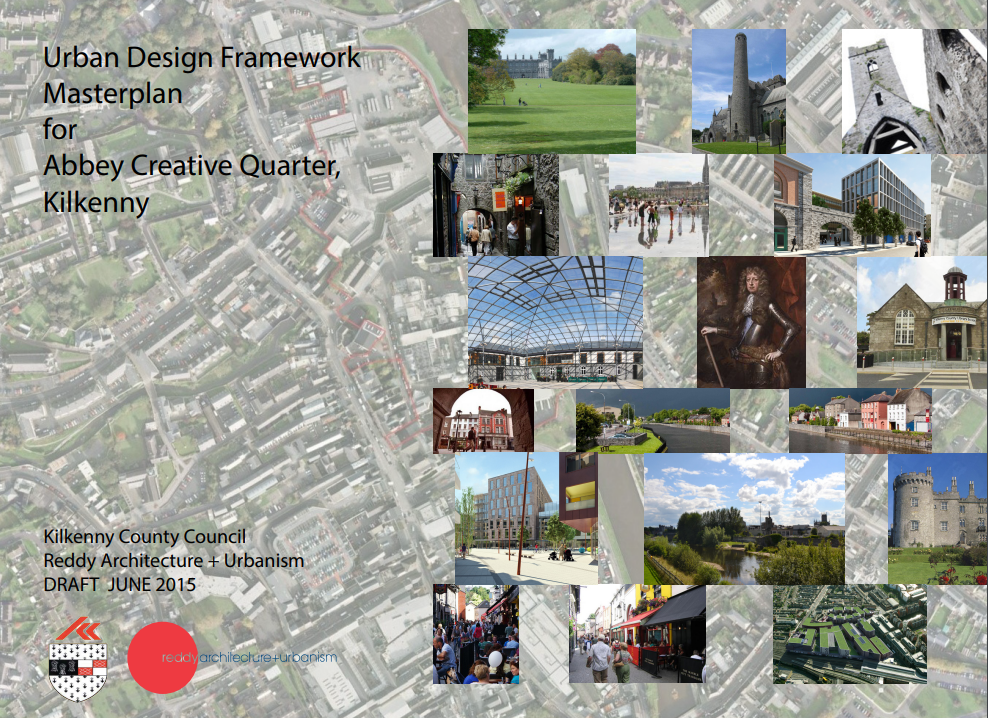 Urban Design Framework
Masterplan
for
Abbey Creative Quarter,
Kilkenny
Kilkenny County Council
Reddy Architecture + Urbanism
DRAFT JUNE 2015
reddyarchitecture+urbanism